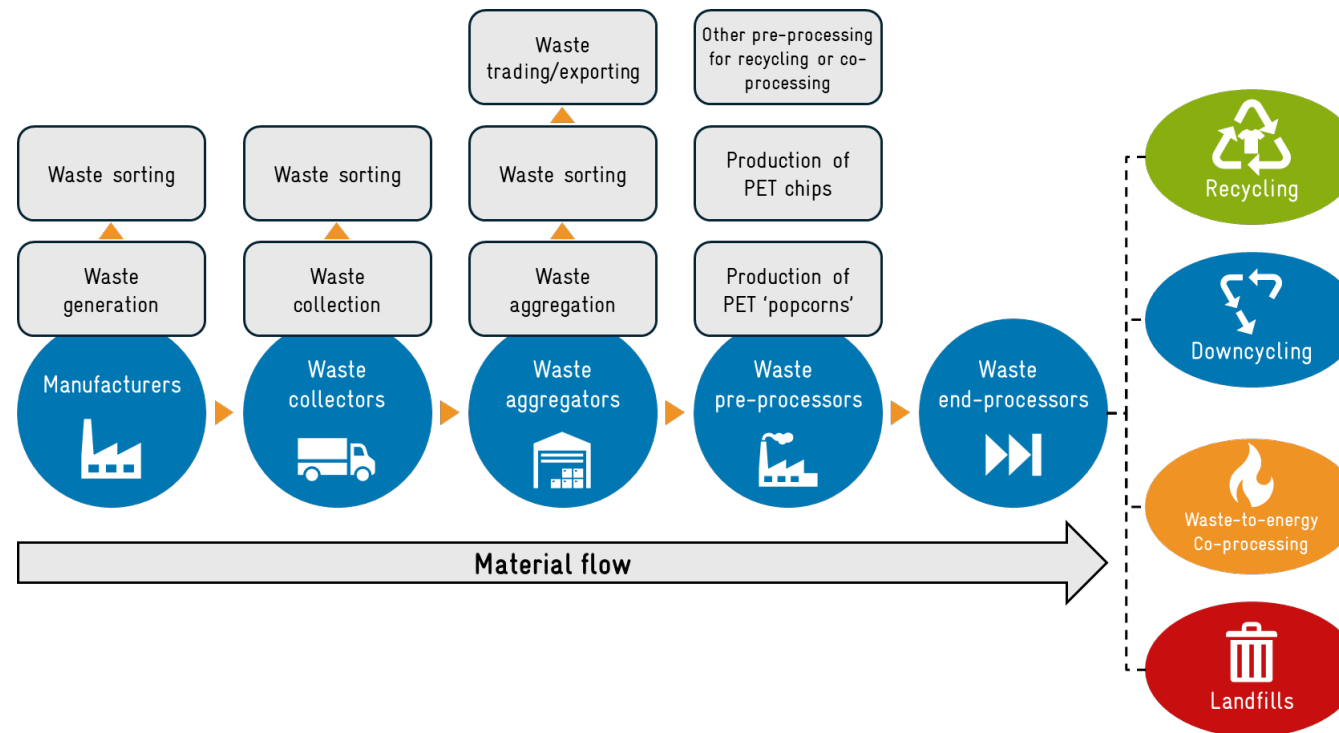 Waste
trading/exporting
Other pre-processing
for recycling or co-
processing
Waste sorting
Waste sorting
Waste sorting
Production of
PET chips
Recycling
Waste
generation
Waste
collection
Waste
aggregation
Production of
PET ‘popcorns’
Manufacturers
Waste
collectors
Waste
aggregators
Waste
pre-processors
Waste
end-processors
Downcycling
Waste-to-energy
Co-processing
Material flow
Landfills